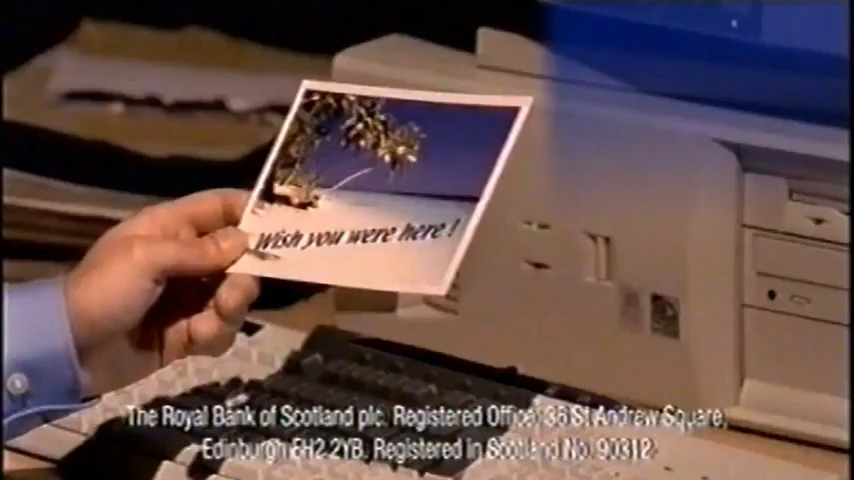 Wish you were here!
The Royal Bank of Scotland plc. Registered Office: 36 St Andrew Square,
Edinburgh EH2 2YB. Registered in Scotland No. 90312